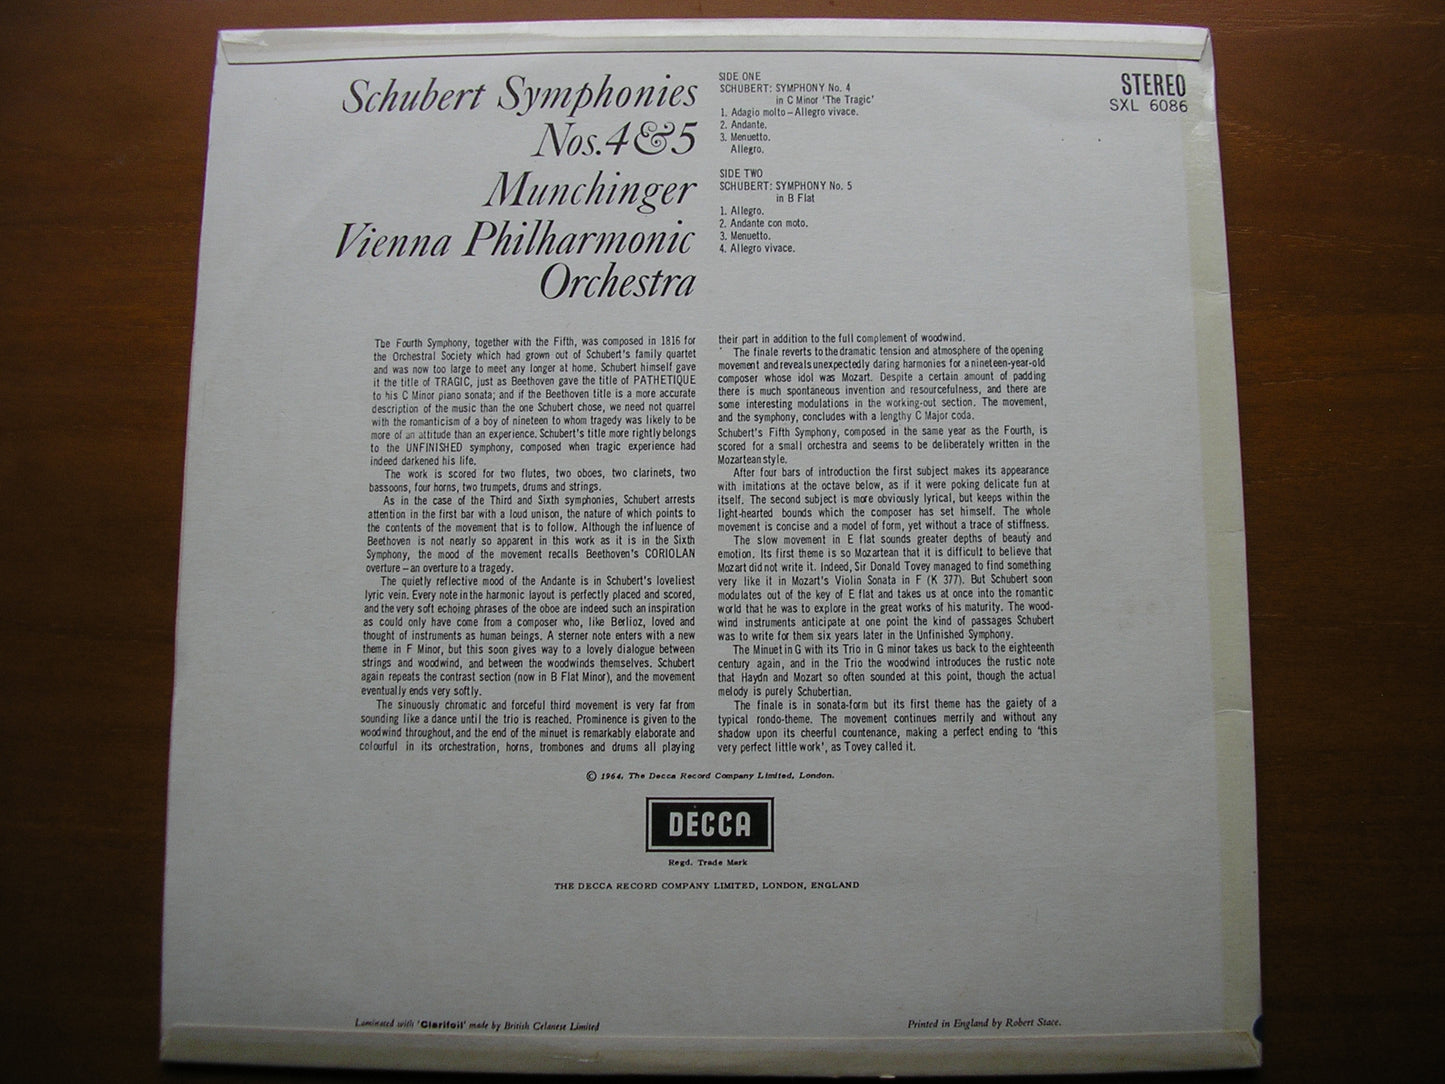 Schubert Symphonies
Nos. 4 & 5
Munchinger
Vienna Philharmonic
Orchestra
SIDE ONE
SCHUBERT: SYMPHONY No. 4
in C Minor 'The Tragic'
1. Adagio molto – Allegro vivace.
2. Andante.
3. Menuetto.
Allegro.
SIDE TWO
SCHUBERT: SYMPHONY No. 5
in B Flat
1. Allegro.
2. Andante con moto.
3. Menuetto.
4. Allegro vivace.
STEREO
SXL 6086
The Fourth Symphony, together with the Fifth, was composed in 1816 for
the Orchestral Society which had grown out of Schubert's family quartet
and was now too large to meet any longer at home. Schubert himself gave
it the title of TRAGIC, just as Beethoven gave the title of PATHETIQUE
to his C Minor piano sonata; and if the Beethoven title is a more accurate
description of the music than the one Schubert chose, we need not quarrel
with the romanticism of a boy of nineteen to whom tragedy was likely to be
more of an attitude than an experience. Schubert's title more rightly belongs
to the UNFINISHED symphony, composed when tragic experience had
indeed darkened his life.
The work is scored for two flutes, two oboes, two clarinets, two
bassoons, four horns, two trumpets, drums and strings.
As in the case of the Third and Sixth symphonies, Schubert arrests
attention in the first bar with a loud unison, the nature of which points to
the contents of the movement that is to follow. Although the influence of
Beethoven is not nearly so apparent in this work as it is in the Sixth
Symphony, the mood of the movement recalls Beethoven's CORIOLAN
overture – an overture to a tragedy.
The quietly reflective mood of the Andante is in Schubert's loveliest
lyric vein. Every note in the harmonic layout is perfectly placed and scored,
and the very soft echoing phrases of the oboe are indeed such an inspiration
as could only have come from a composer who, like Berlioz, loved and
thought of instruments as human beings. A sterner note enters with a new
theme in F Minor, but this soon gives way to a lovely dialogue between
strings and woodwind, and between the woodwinds themselves. Schubert
again repeats the contrast section (now in B Flat Minor), and the movement
eventually ends very softly.
The sinuously chromatic and forceful third movement is very far from
sounding like a dance until the trio is reached. Prominence is given to the
woodwind throughout, and the end of the minuet is remarkably elaborate and
colourful in its orchestration, horns, trombones and drums all playing
their part in addition to the full complement of woodwind.
The finale reverts to the dramatic tension and atmosphere of the opening
movement and reveals unexpectedly daring harmonies for a nineteen-year-old
composer whose idol was Mozart. Despite a certain amount of padding
there is much spontaneous invention and resourcefulness, and there are
some interesting modulations in the working-out section. The movement,
and the symphony, concludes with a lengthy C Major coda.
Schubert's Fifth Symphony, composed in the same year as the Fourth, is
scored for a small orchestra and seems to be deliberately written in the
Mozartean style.
After four bars of introduction the first subject makes its appearance
with imitations at the octave below, as if it were poking delicate fun at
itself. The second subject is more obviously lyrical, but keeps within the
light-hearted bounds which the composer has set himself. The whole
movement is concise and a model of form, yet without a trace of stiffness.
The slow movement in E flat sounds greater depths of beauty and
emotion. Its first theme is so Mozartean that it is difficult to believe that
Mozart did not write it. Indeed, Sir Donald Tovey managed to find something
very like it in Mozart's Violin Sonata in F (K 377). But Schubert soon
modulates out of the key of E flat and takes us at once into the romantic
world that he was to explore in the great works of his maturity. The wood-
wind instruments anticipate at one point the kind of passages Schubert
was to write for them six years later in the Unfinished Symphony.
The Minuet in G with its Trio in G minor takes us back to the eighteenth
century again, and in the Trio the woodwind introduces the rustic note
that Haydn and Mozart so often sounded at this point, though the actual
melody is purely Schubertian.
The finale is in sonata-form but its first theme has the gaiety of a
typical rondo-theme. The movement continues merrily and without any
shadow upon its cheerful countenance, making a perfect ending to 'this
very perfect little work', as Tovey called it.
© 1964, The Decca Record Company Limited, London.
DECCA
Regd. Trade Mark
THE DECCA RECORD COMPANY LIMITED, LONDON, ENGLAND
Laminated with 'Clarifoil' made by British Celanese Limited
Printed in England by Robert Stace.